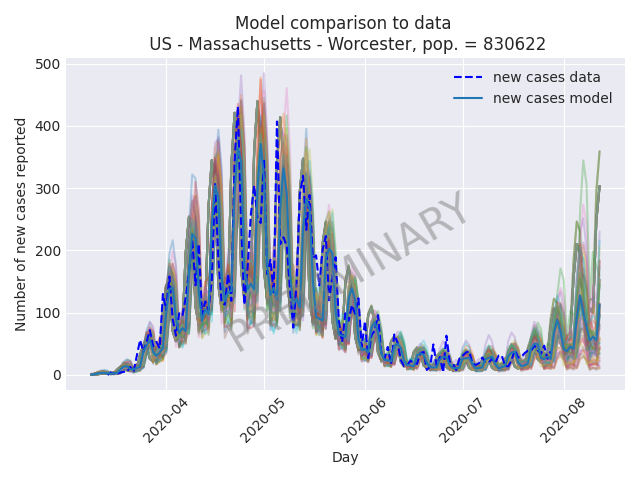 Model comparison to data
US - Massachusetts - Worcester, pop. = 830622
new cases data
new cases model
Number of new cases reported
500
400
300
200
100
0
PRELIMINARY
2020-04
2020-05
2020-06
2020-07
2020-08
Day